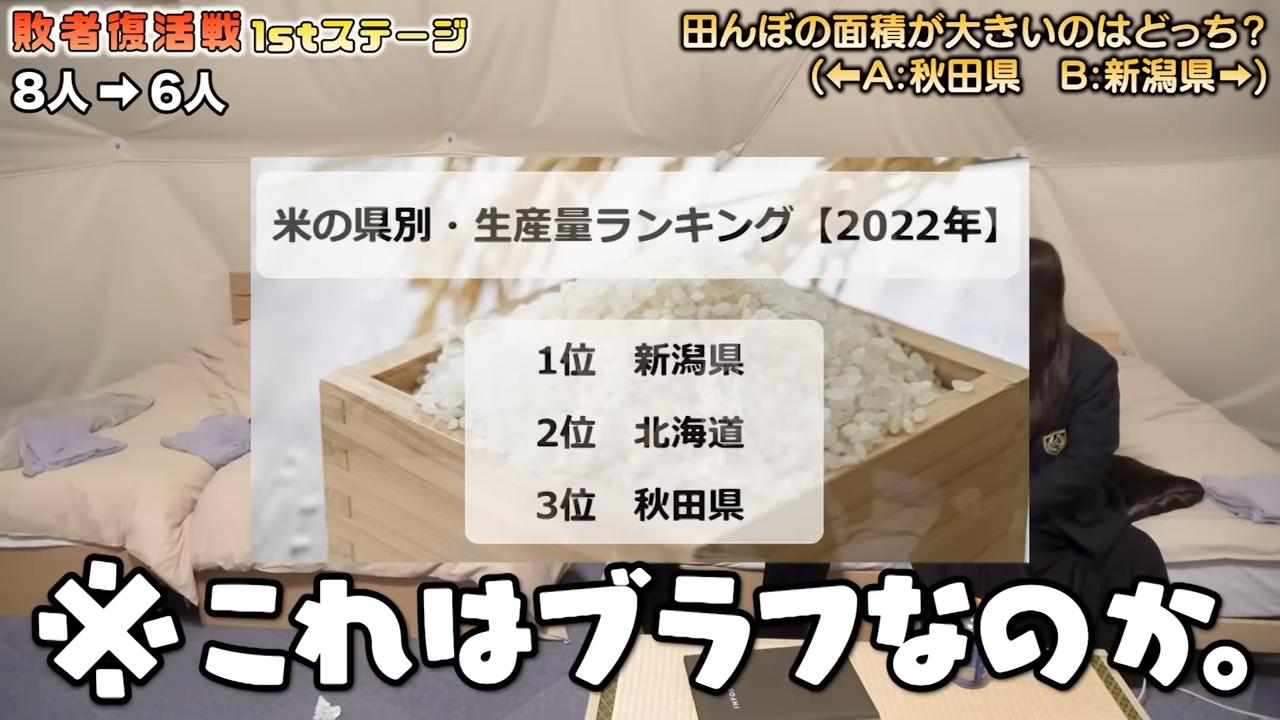 敗者復活戦 1stステージ
8人➡6人
田んぼの面積が大きいのはどっち?
(⬅A:秋田県　B:新潟県➡)
米の県別・生産量ランキング【2022年】
1位　新潟県
2位　北海道
3位　秋田県
※これはブラフなのか。